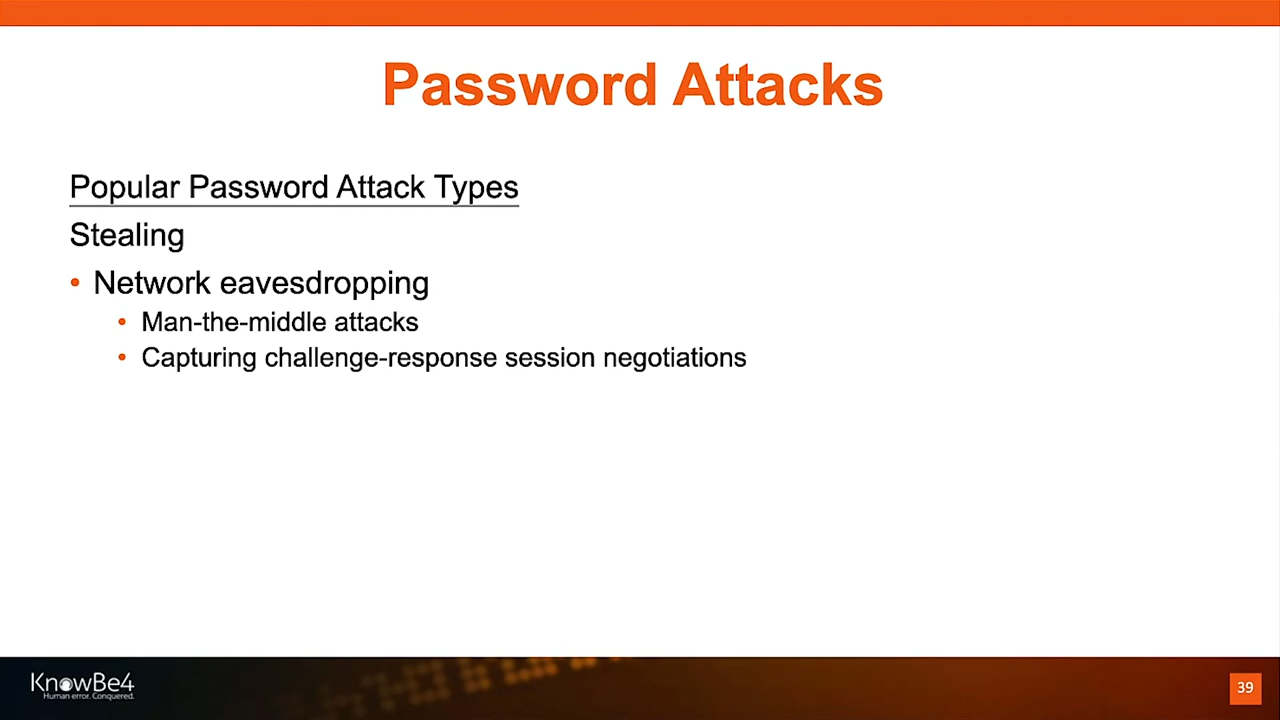 Password Attacks
Popular Password Attack Types
Stealing
• Network eavesdropping
• Man-the-middle attacks
• Capturing challenge-response session negotiations
KnowBe4
Human error. Conquered.
39